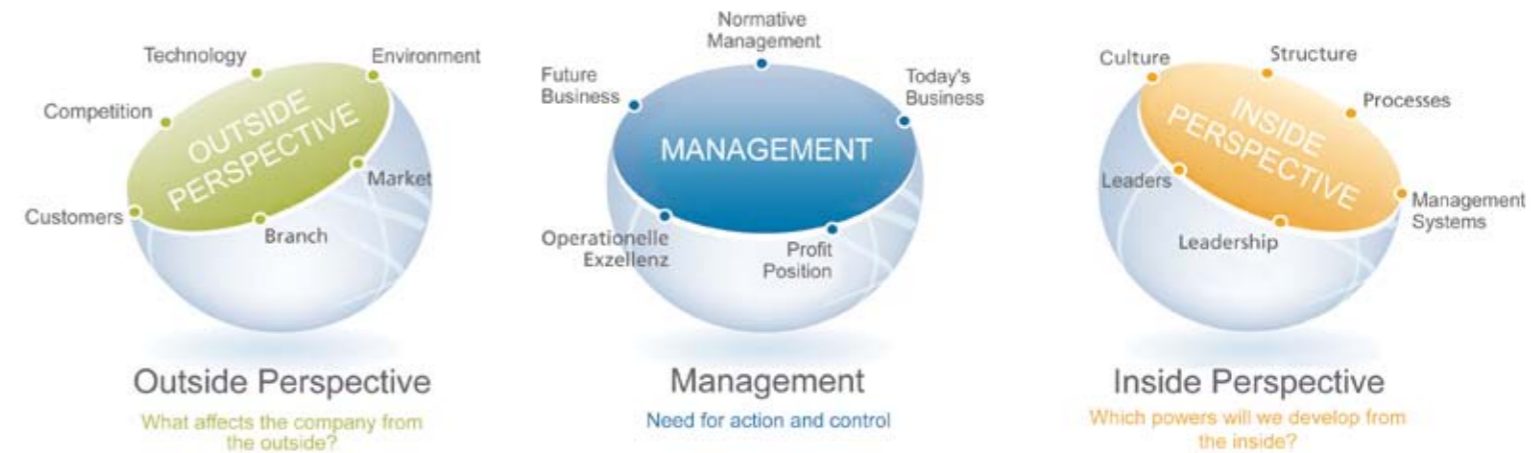 Technology
Environment
Competition
OUTSIDE
PERSPECTIVE
Market
Customers
Branch
Outside Perspective
What affects the company from
the outside?
Normative
Management
Future
Business
Today's
Business
MANAGEMENT
Operationelle
Exzellenz
Profit
Position
Management
Need for action and control
Culture
Structure
Processes
INSIDE
PERSPECTIVE
Leaders
Management
Systems
Leadership
Inside Perspective
Which powers will we develop from
the inside?